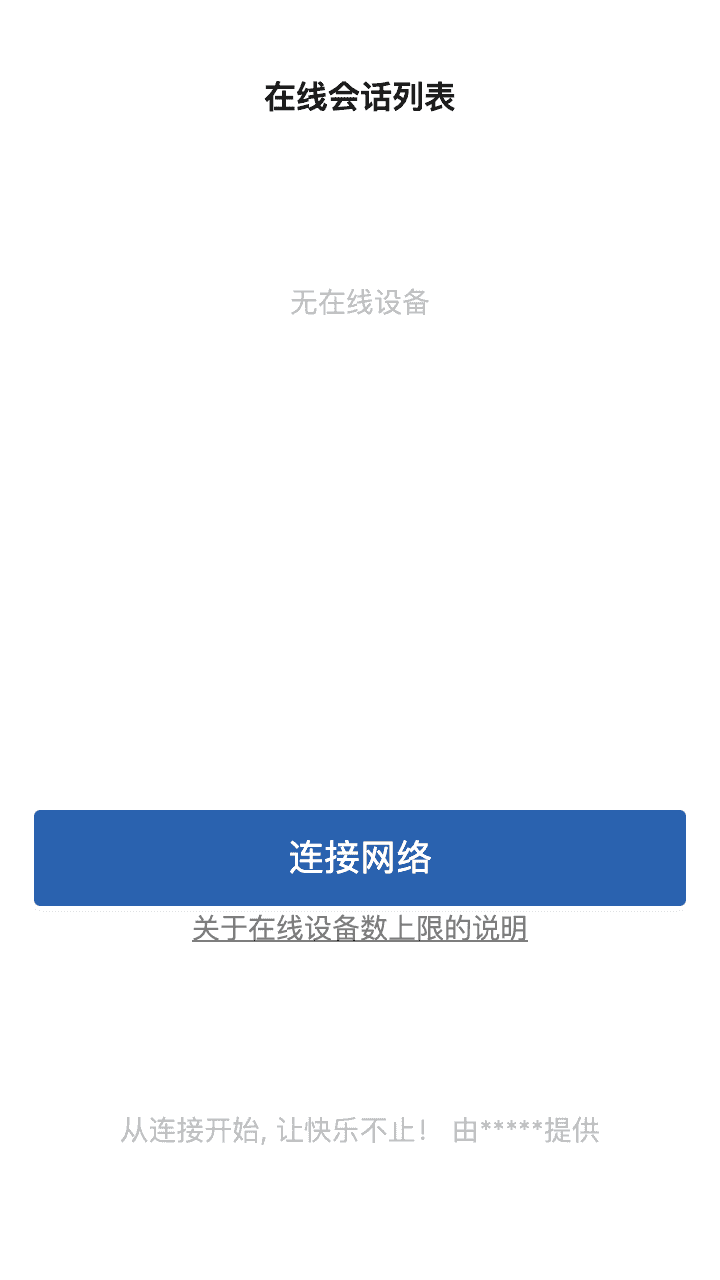 在线会话列表
无在线设备
连接网络
关于在线设备数上限的说明
从连接开始, 让快乐不止！ 由*****提供